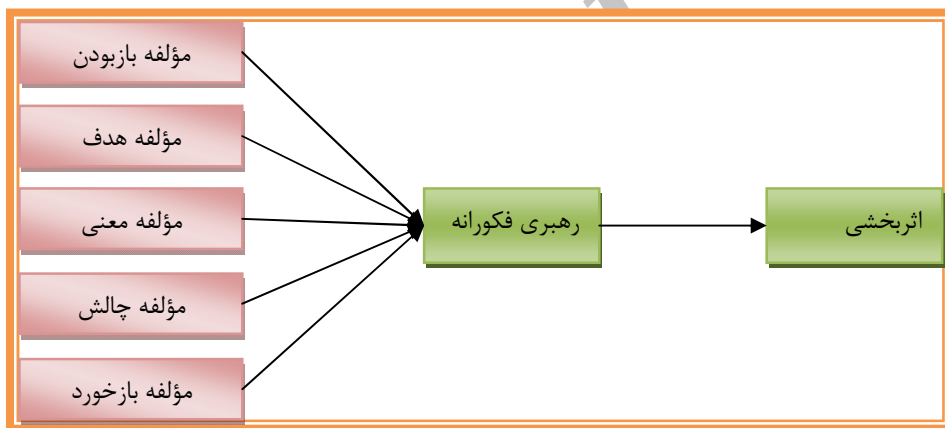 مؤلفه بازبودن
مؤلفه هدف
مؤلفه معنی
مؤلفه چالش
مؤلفه بازخورد
رهبری فکورانه
اثربخشی